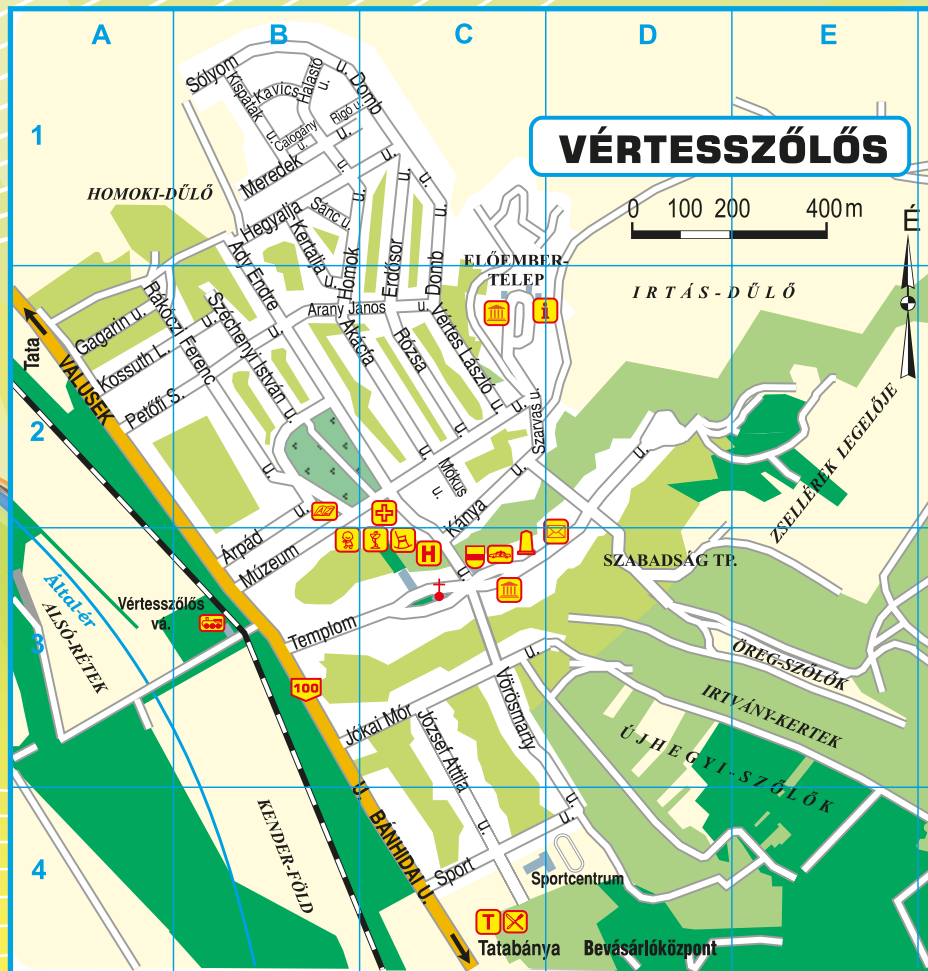 A B C D E
1
2
3
4
VÉRTESSZŐLŐS
0 100 200 400 m
É
Sólyom u.
Kispatak u.
Kavics
Halastó u.
Domb u.
Rigó u.
Calogány u.
Meredek u.
HOMOKI-DŰLŐ
Hegyalja u.
Sánc u.
Kertalja u.
Homok u.
Erdősor u.
Domb u.
Ady Endre u.
ELŐEMBER-
TELEP
i
IRTÁS-DŰLŐ
Arany János u.
Rákóczi Ferenc u.
Széchenyi István u.
Gagarin u.
Kossuth L. u.
Petőfi S. u.
Akácfa u.
Rózsa u.
Vértes László u.
Szarvas u.
Tata
VALUSEK U.
Mókus u.
Kánya u.
ZSELLÉREK LEGELŐJE
Árpád u.
Múzeum u.
H
SZABADSÁG TP.
Által-ér
ALSÓ-RÉTEK
Vértesszőlős
vá.
Templom u.
100
ÖREG-SZŐLŐK
IRTVÁNY-KERTEK
ÚJHEGYI-SZŐLŐK
Jókai Mór u.
József Attila u.
Vörösmarty u.
KENDER-FÖLD
BÁNHIDAI U.
Sport u.
Sportcentrum
T
Tatabánya Bevásárlóközpont